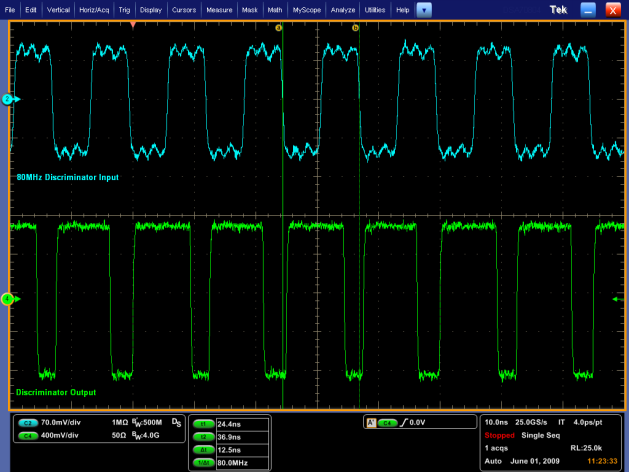 File Edit Vertical Horiz/Acq Trig Display Cursors Measure Mask Math MyScope Analyze Utilities Help Tek X
a b
2
80MHz Discriminator Input
4
Discriminator Output
C2 70.0mV/div 1MΩ BW:500M DS
C4 400mV/div 50Ω BW:4.0G
t1 24.4ns
t2 36.9ns
Δt 12.5ns
1/Δt 80.0MHz
A' C4 0.0V
10.0ns 25.0GS/s IT 4.0ps/pt
Stopped Single Seq
1 acqs RL:25.0k
Auto June 01, 2009 11:23:33